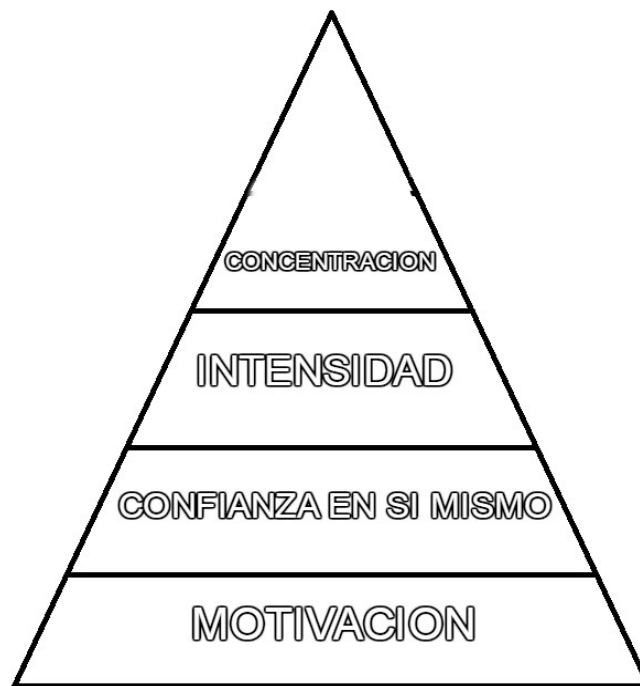 CONCENTRACION
INTENSIDAD
CONFIANZA EN SI MISMO
MOTIVACION